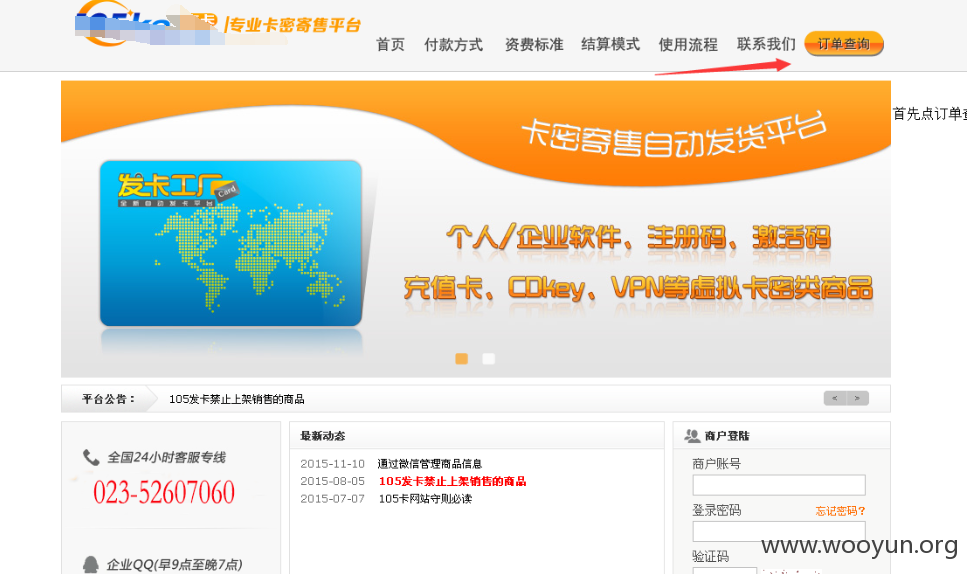 |专业卡密寄售平台
首页 付款方式 资费标准 结算模式 使用流程 联系我们 订单查询
首先点订单
卡密寄售自动发货平台
发卡工厂 Card
全新自动发卡平台
个人/企业软件、注册码、激活码
充值卡、CDkey、VPN等虚拟卡密类商品
平台公告： 105发卡禁止上架销售的商品
< >
全国24小时客服专线
023-52607060
企业QQ(早9点至晚7点)
最新动态
2015-11-10 通过微信管理商品信息
2015-08-05 105发卡禁止上架销售的商品
2015-07-07 105卡网站守则必读
商户登陆
商户账号
登录密码 忘记密码?
验证码
www.wooyun.org